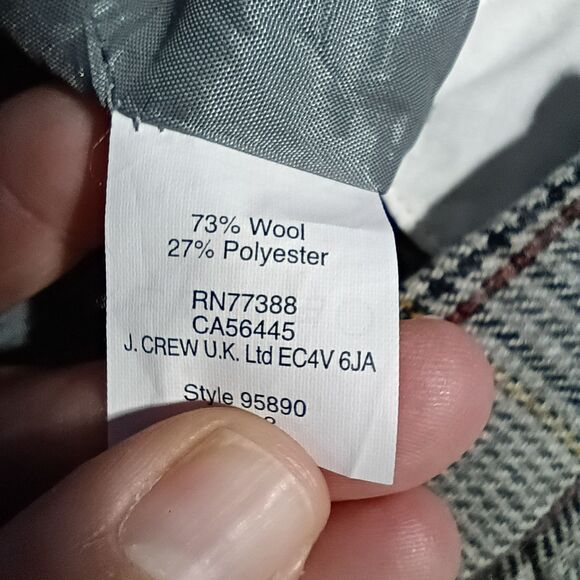 73% Wool
27% Polyester
RN77388
CA56445
J. CREW U.K. Ltd EC4V 6JA
Style 95890